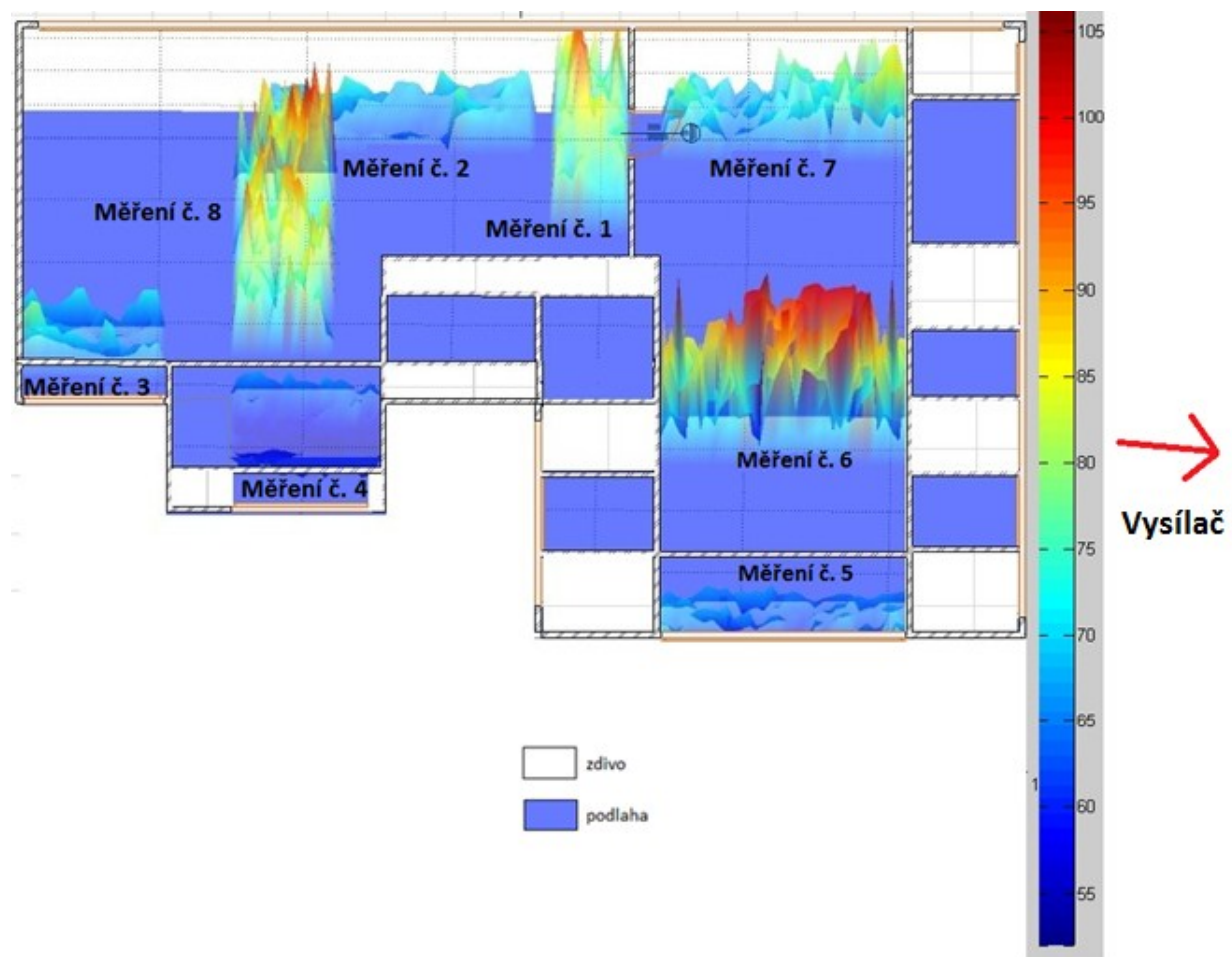 105
100
Měření č. 2
Měření č. 7
95
Měření č. 8
Měření č. 1
90
85
Měření č. 3
80
Měření č. 6
Měření č. 4
Vysílač
75
Měření č. 5
70
65
zdivo
1
60
podlaha
55